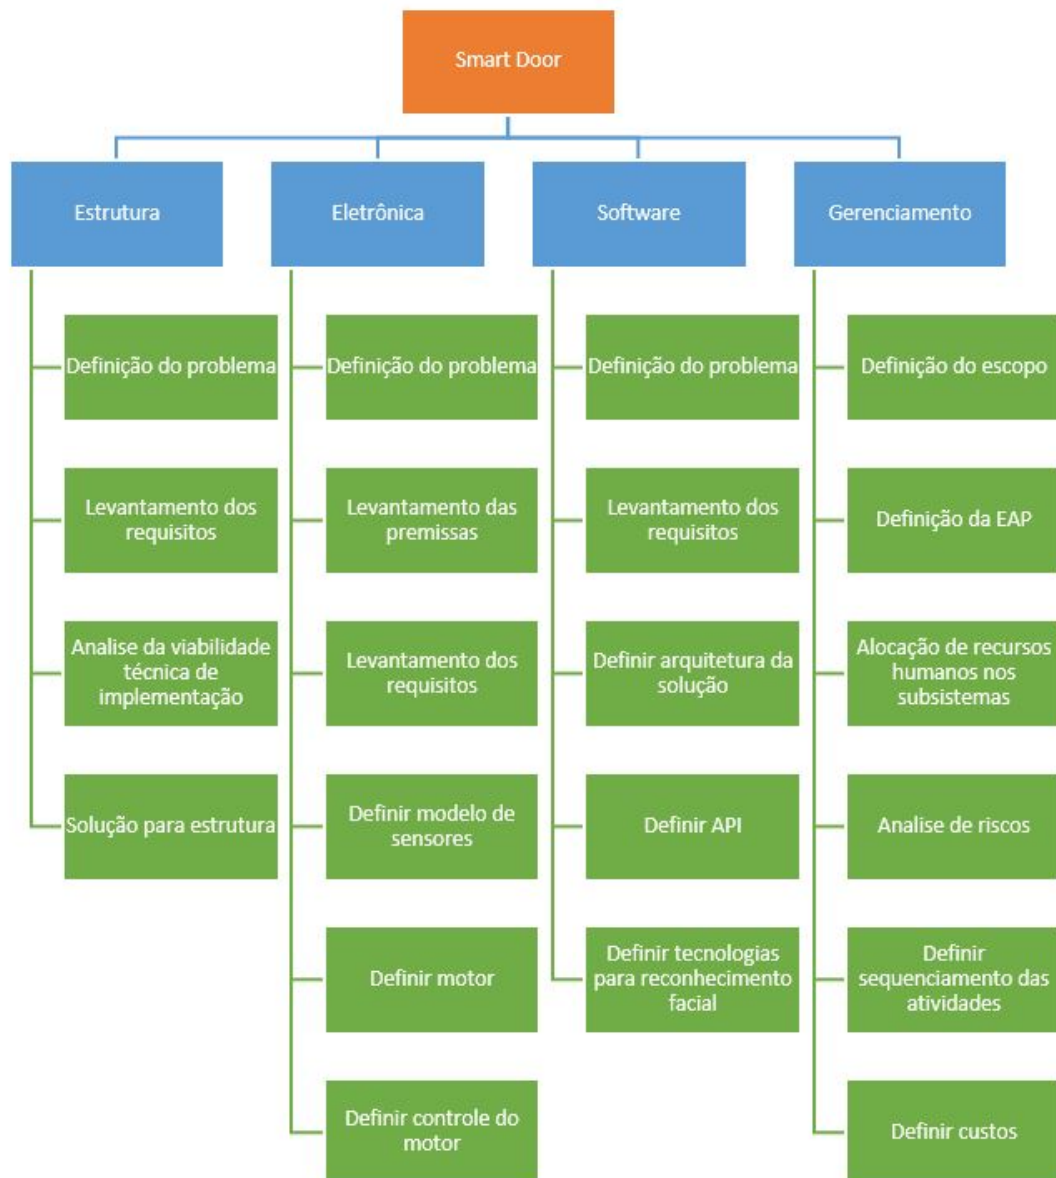 Smart Door
Estrutura
Eletrônica
Software
Gerenciamento
Definição do problema
Definição do problema
Definição do problema
Definição do escopo
Levantamento dos
requisitos
Levantamento das
premissas
Levantamento dos
requisitos
Definição da EAP
Analise da viabilidade
técnica de
implementação
Levantamento dos
requisitos
Definir arquitetura da
solução
Alocação de recursos
humanos nos
subsistemas
Solução para estrutura
Definir modelo de
sensores
Definir API
Analise de riscos
Definir motor
Definir tecnologias
para reconhecimento
facial
Definir
sequenciamento das
atividades
Definir controle do
motor
Definir custos